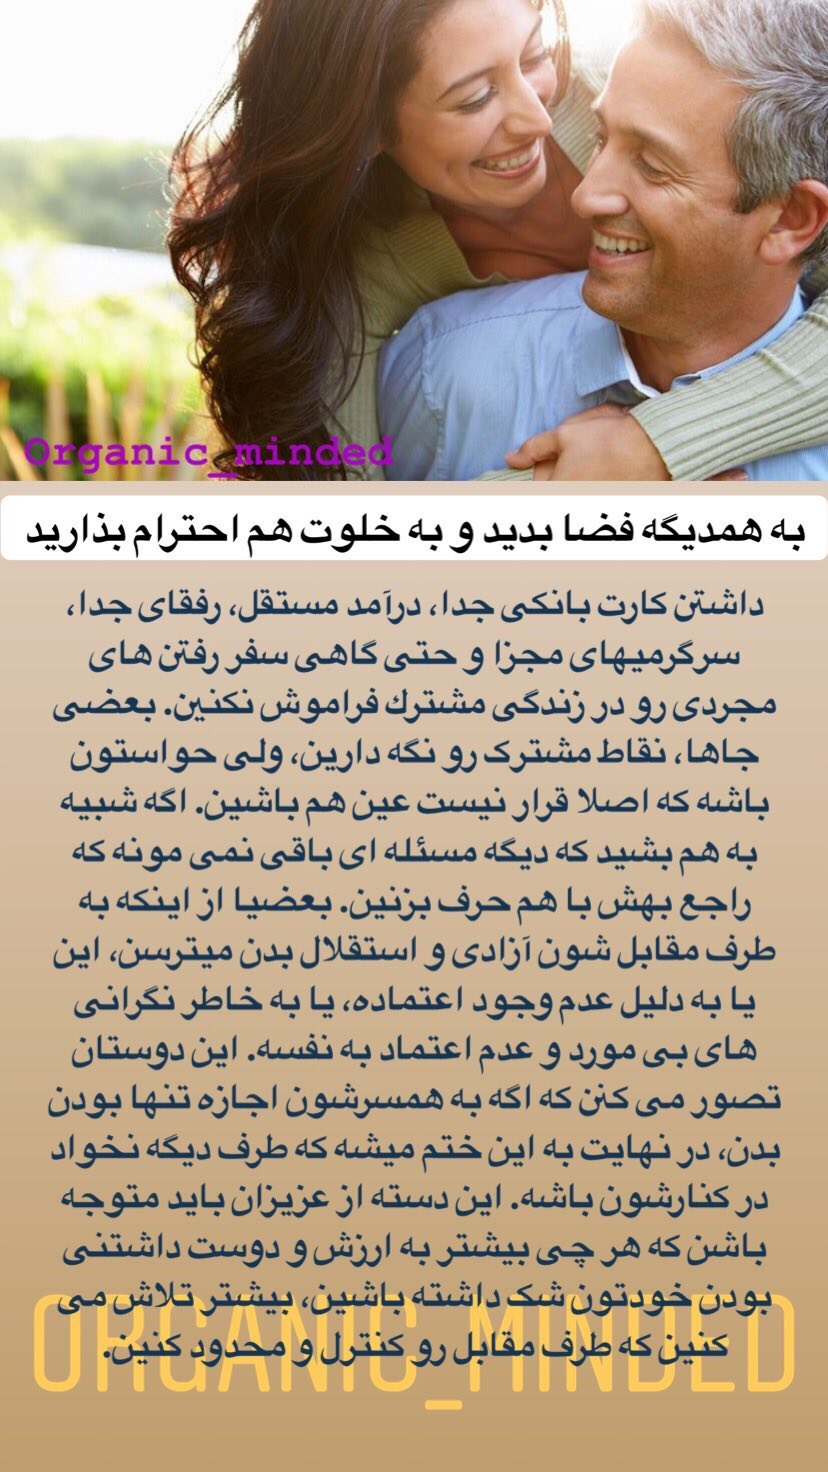 Organic_minded
به همدیگه فضا بدید و به خلوت هم احترام بذارید
داشتن کارت بانکی جدا، درآمد مستقل، رفقای جدا،
سرگرمیهای مجزا و حتی گاهی سفر رفتن های
مجردی رو در زندگی مشترك فراموش نکنین. بعضی
جاها، نقاط مشترک رو نگه دارین، ولی حواستون
باشه که اصلا قرار نیست عین هم باشین. اگه شبیه
به هم بشید که دیگه مسئله ای باقی نمی مونه که
راجع بهش با هم حرف بزنین. بعضیا از اینکه به
طرف مقابل شون آزادی و استقلال بدن میترسن، این
یا به دلیل عدم وجود اعتماده، یا به خاطر نگرانی
های بی مورد و عدم اعتماد به نفسه. این دوستان
تصور می کنن که اگه به همسرشون اجازه تنها بودن
بدن، در نهایت به این ختم میشه که طرف دیگه نخواد
در کنارشون باشه. این دسته از عزیزان باید متوجه
باشن که هر چی بیشتر به ارزش و دوست داشتنی
بودن خودتون شک داشته باشین، بیشتر تلاش می
کنین که طرف مقابل رو کنترل و محدود کنین.
ORGANIC_MINDED